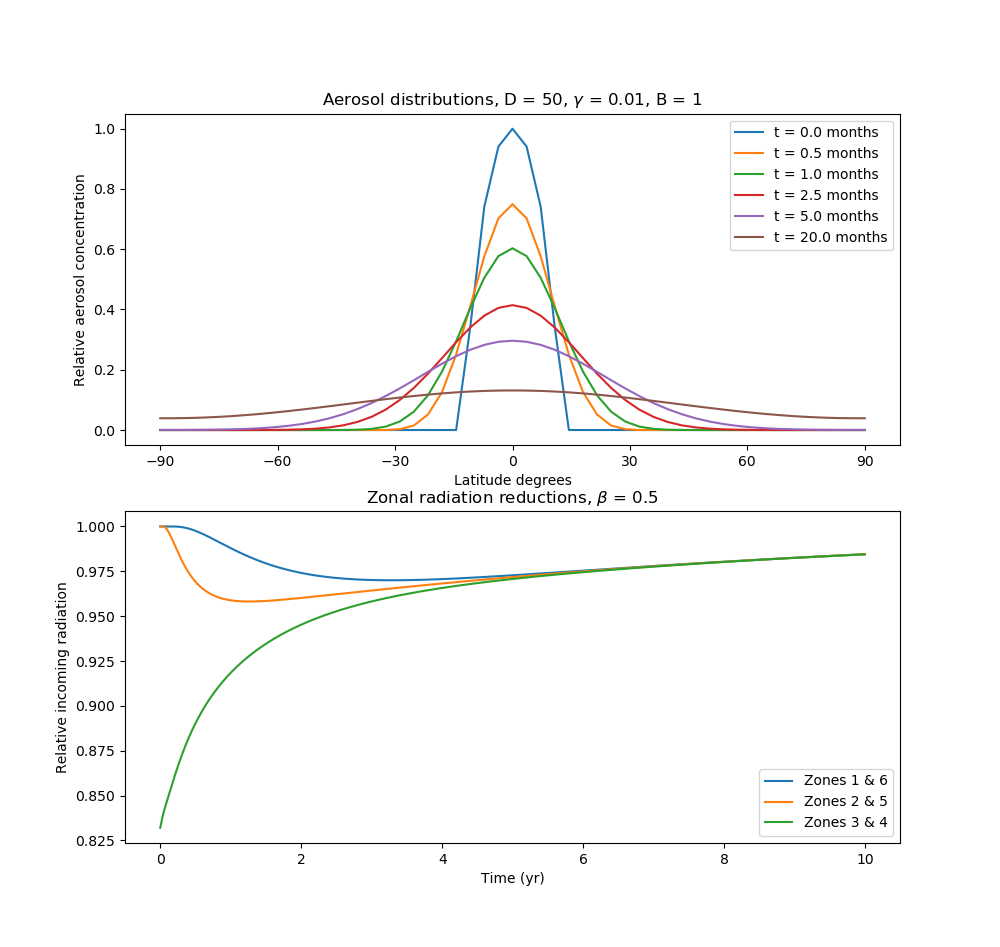 Aerosol distributions, D = 50, γ = 0.01, B = 1
Relative aerosol concentration
1.0
0.8
0.6
0.4
0.2
0.0
t = 0.0 months
t = 0.5 months
t = 1.0 months
t = 2.5 months
t = 5.0 months
t = 20.0 months
−90 −60 −30 0 30 60 90
Latitude degrees
Zonal radiation reductions, β = 0.5
Relative incoming radiation
1.000
0.975
0.950
0.925
0.900
0.875
0.850
0.825
Zones 1 & 6
Zones 2 & 5
Zones 3 & 4
0 2 4 6 8 10
Time (yr)